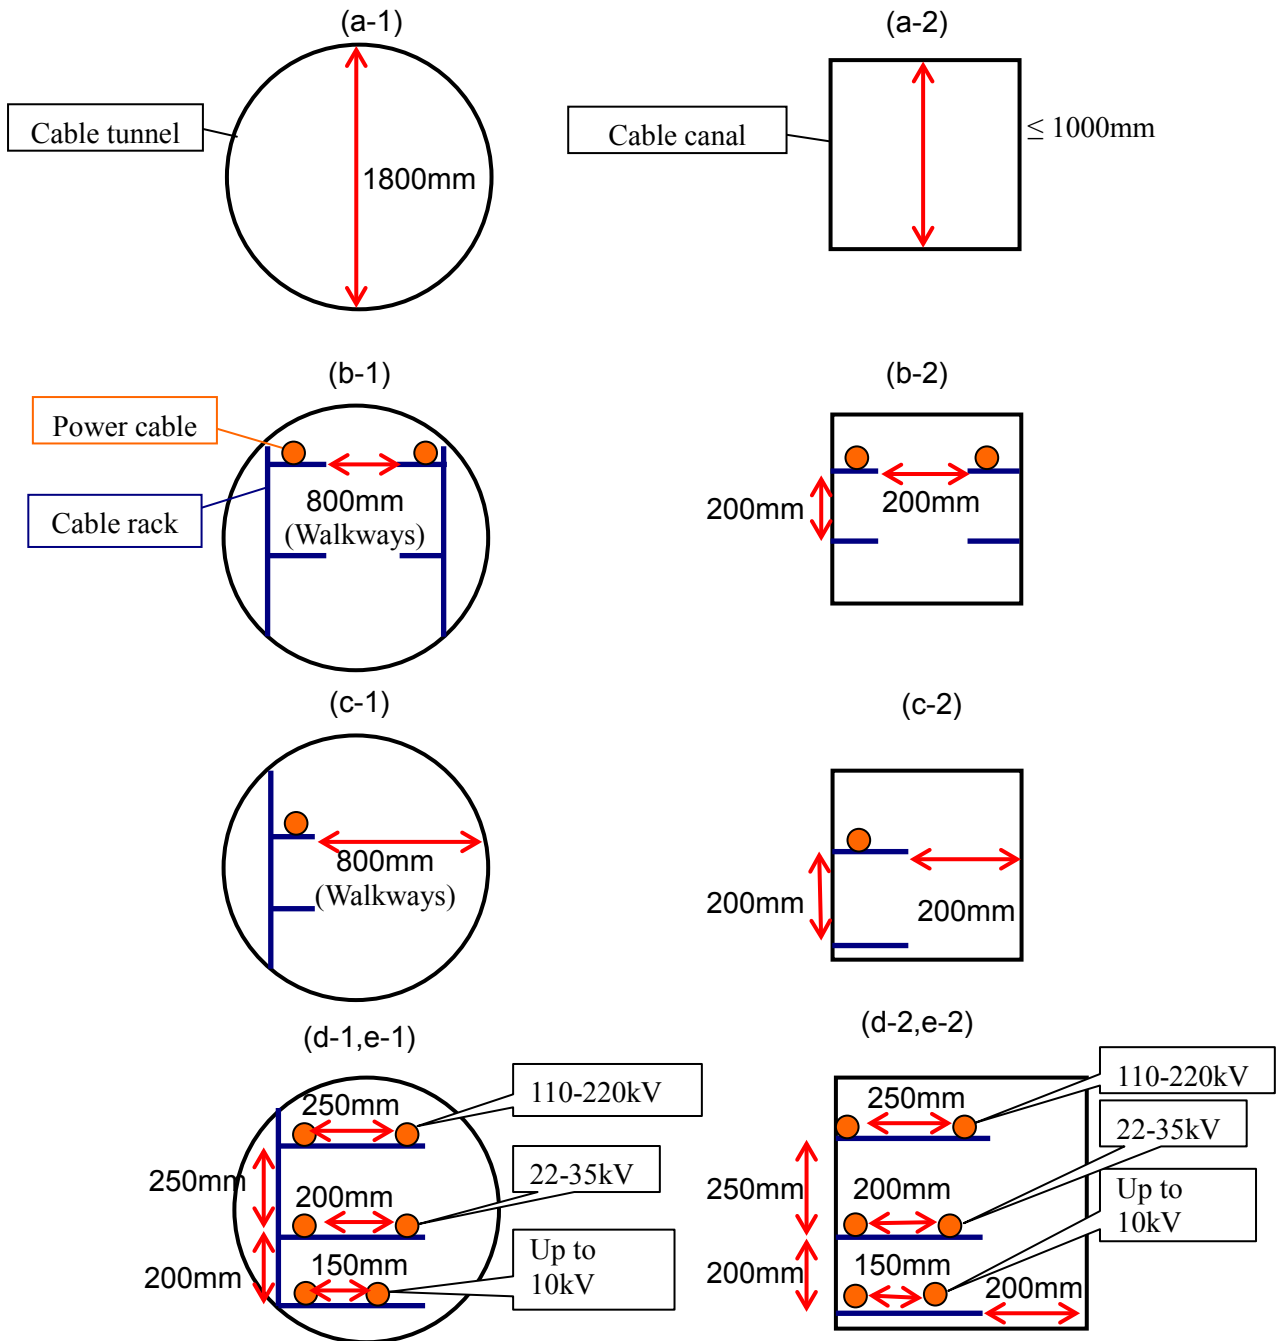 (a-1)
(a-2)
Cable tunnel
1800mm
Cable canal
≤ 1000mm
(b-1)
(b-2)
Power cable
Cable rack
800mm
(Walkways)
200mm
200mm
(c-1)
(c-2)
800mm
(Walkways)
200mm
200mm
(d-1,e-1)
(d-2,e-2)
250mm
110-220kV
250mm
200mm
22-35kV
200mm
150mm
Up to
10kV
250mm
110-220kV
22-35kV
250mm
200mm
Up to
10kV
200mm
150mm
200mm